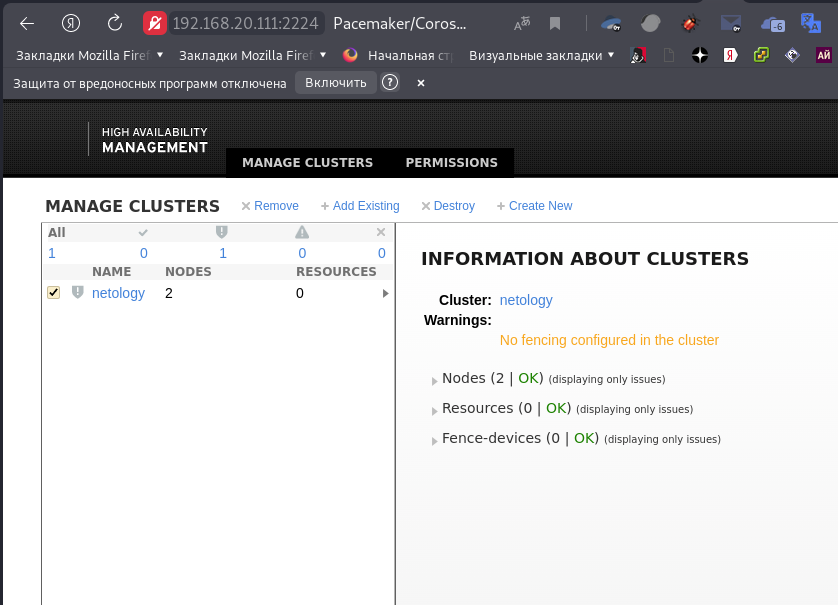 192.168.20.111:2224 Pacemaker/Coros...
-6
Закладки Mozilla Firef Закладки Mozilla Firef Начальная ст Визуальные закладки
Защита от вредоносных программ отключена Включить ? ×
HIGH AVAILABILITY
MANAGEMENT
MANAGE CLUSTERS PERMISSIONS
MANAGE CLUSTERS Remove Add Existing Destroy Create New
All
1 0 1 0 0
NAME NODES RESOURCES
netology 2 0
INFORMATION ABOUT CLUSTERS
Cluster: netology
Warnings:
No fencing configured in the cluster
Nodes (2 | OK) (displaying only issues)
Resources (0 | OK) (displaying only issues)
Fence-devices (0 | OK) (displaying only issues)